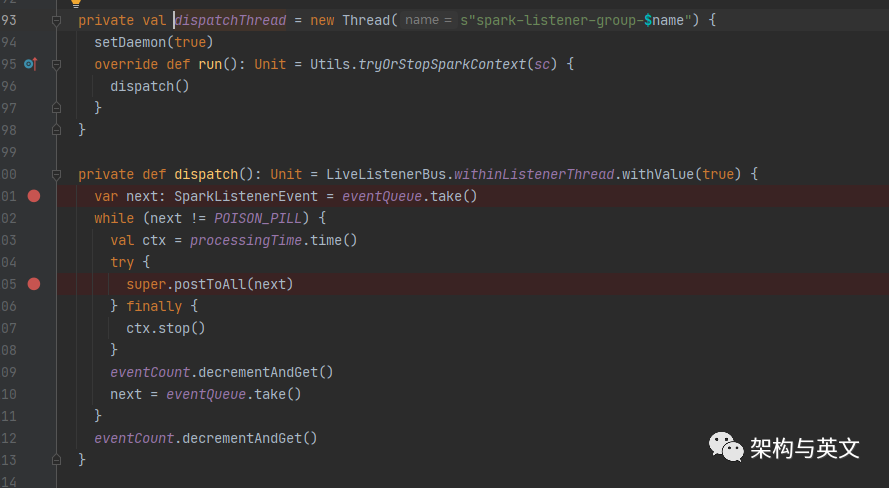 93 private val dispatchThread = new Thread( name = s"spark-listener-group-$name") {
94 setDaemon(true)
95 override def run(): Unit = Utils.tryOrStopSparkContext(sc) {
96 dispatch()
97 }
98 }
99
00 private def dispatch(): Unit = LiveListenerBus.withinListenerThread.withValue(true) {
01 var next: SparkListenerEvent = eventQueue.take()
02 while (next != POISON_PILL) {
03 val ctx = processingTime.time()
04 try {
05 super.postToAll(next)
06 } finally {
07 ctx.stop()
08 }
09 eventCount.decrementAndGet()
10 next = eventQueue.take()
11 }
12 eventCount.decrementAndGet()
13 }
14
架构与英文